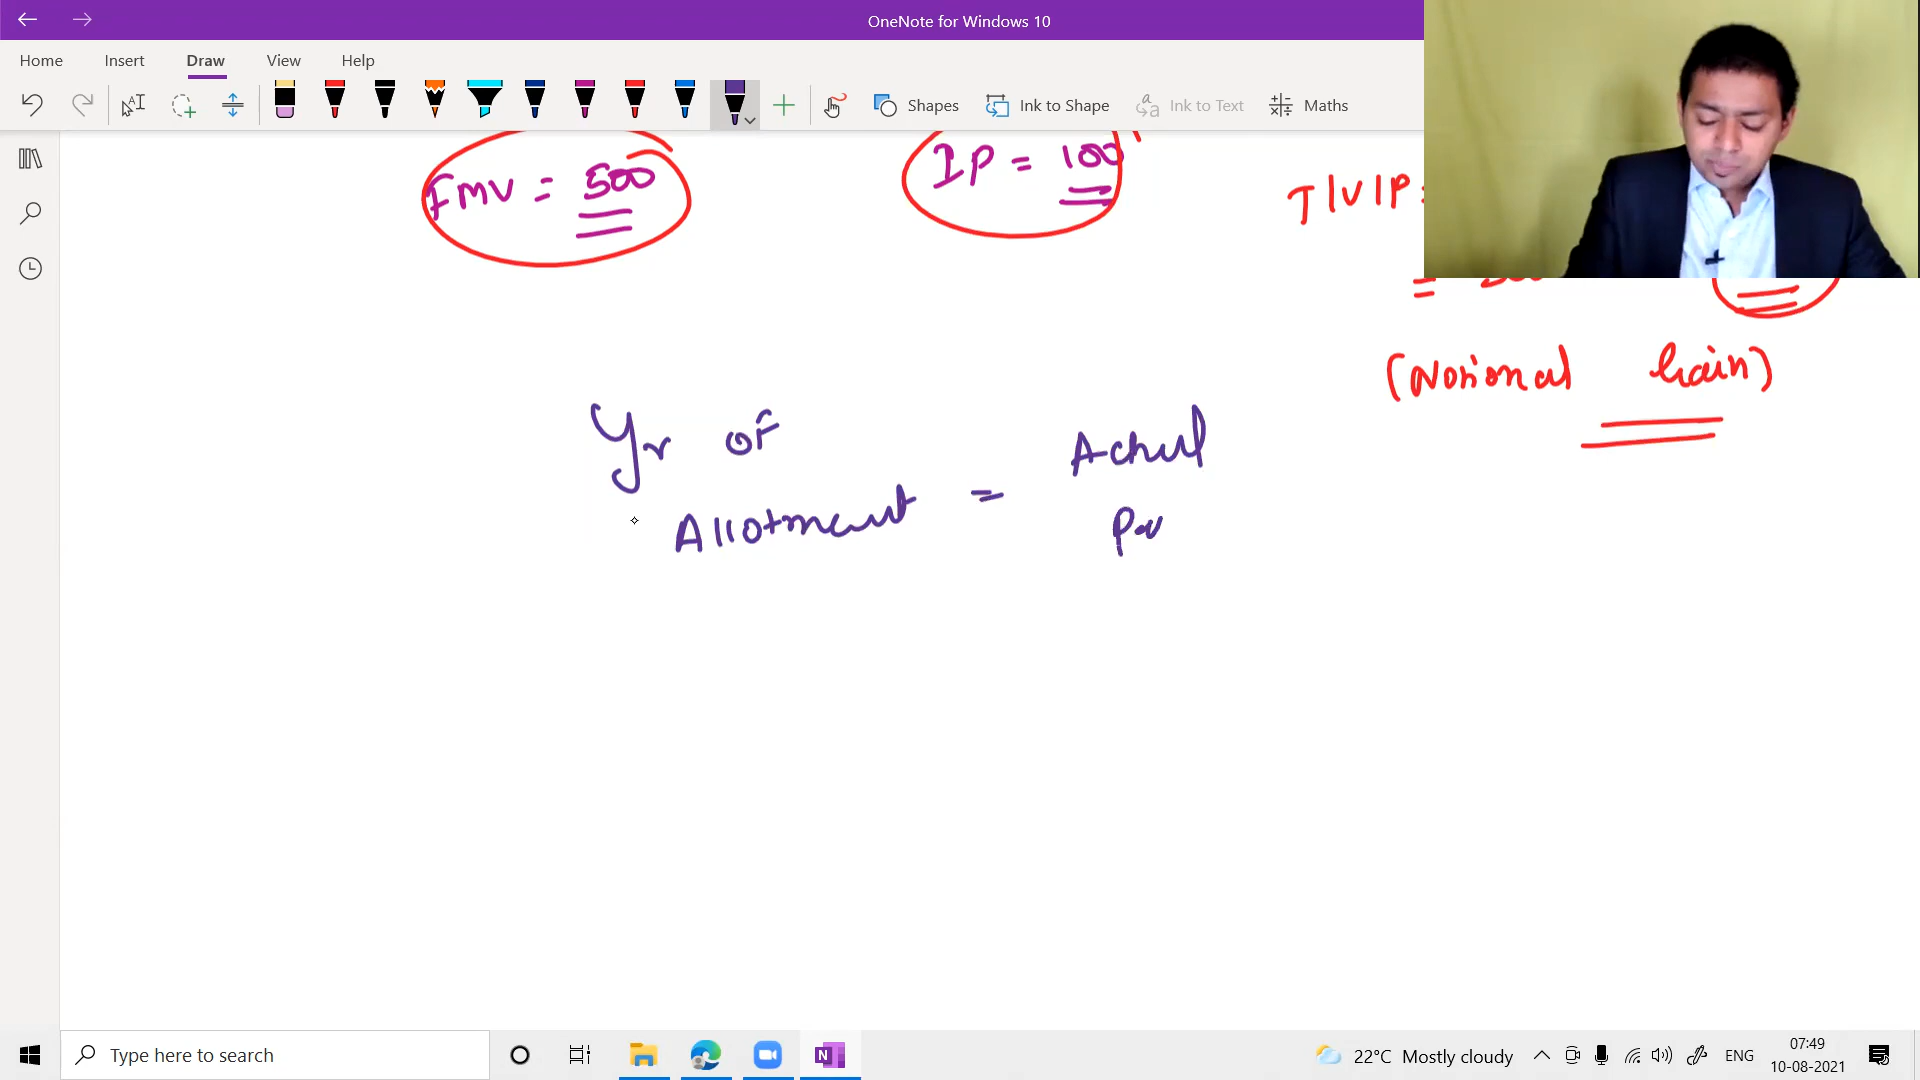 OneNote for Windows 10
Home Insert Draw View Help
Shapes Ink to Shape Ink to Text Maths
FMV = 500
IP = 100
T|V|P =
=
(Notional Gain)
Yr of
Allotment = Actual
Pay
Type here to search
22°C Mostly cloudy
ENG
07:49
10-08-2021